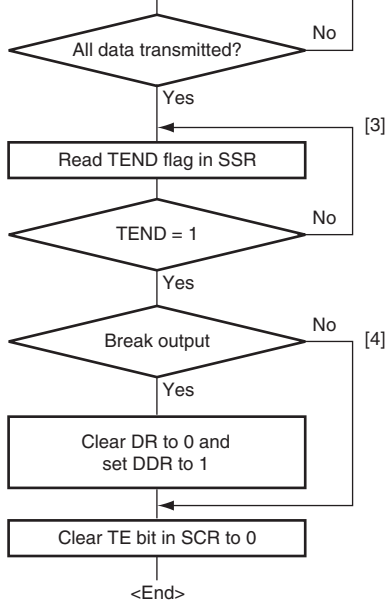 All data transmitted?
No
Yes
[3]
Read TEND flag in SSR
TEND = 1
No
Yes
Break output
No
[4]
Yes
Clear DR to 0 and
set DDR to 1
Clear TE bit in SCR to 0
<End>